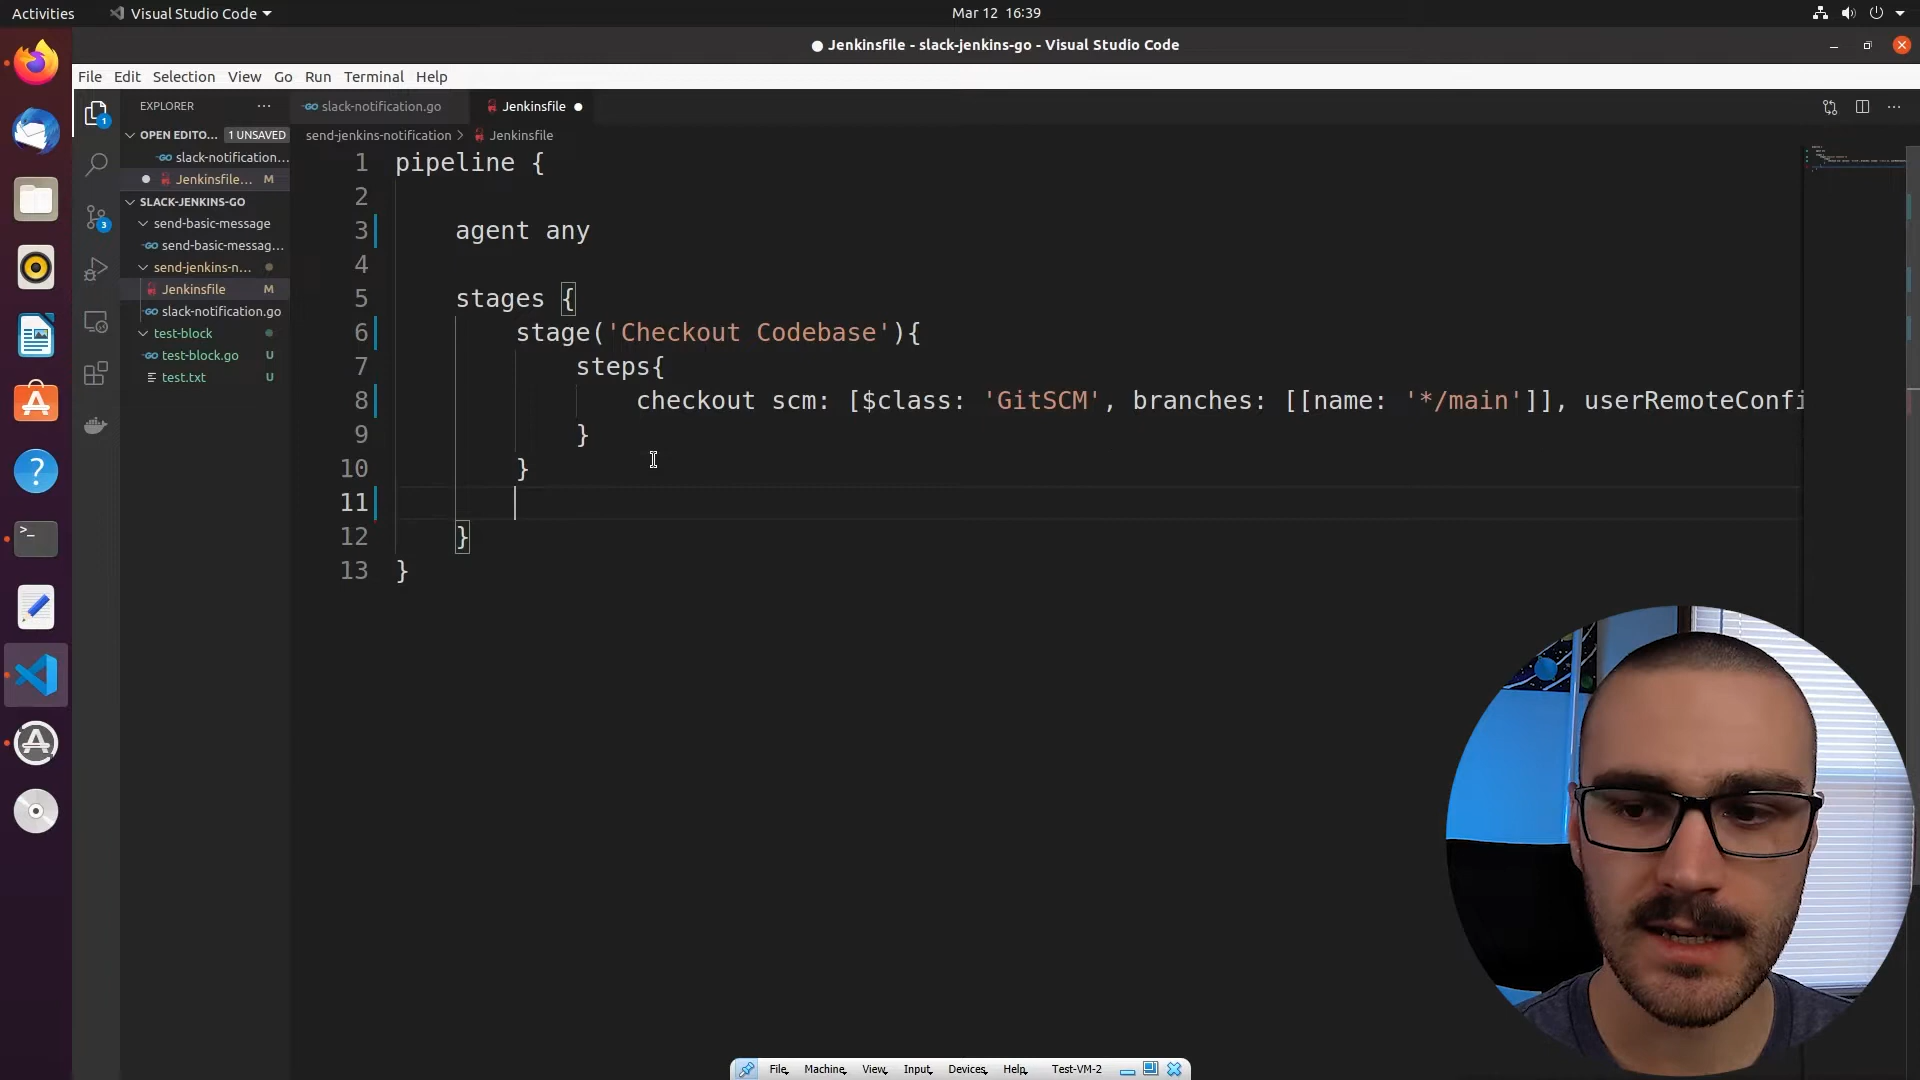 Activities
Visual Studio Code
Mar 12 16:39
Jenkinsfile - slack-jenkins-go - Visual Studio Code
File Edit Selection View Go Run Terminal Help
EXPLORER
slack-notification.go
Jenkinsfile
OPEN EDITO... 1 UNSAVED
slack-notification...
Jenkinsfile... M
SLACK-JENKINS-GO
send-basic-message
send-basic-messag...
send-jenkins-n...
Jenkinsfile M
slack-notification.go
test-block
test-block.go U
test.txt U
1
3
send-jenkins-notification > Jenkinsfile
1 pipeline {
2
3 agent any
4
5 stages {
6 stage('Checkout Codebase'){
7 steps{
8 checkout scm: [$class: 'GitSCM', branches: [[name: '*/main']], userRemoteConfi
9 }
10 }
11
12 }
13 }
File Machine View Input Devices Help Test-VM-2